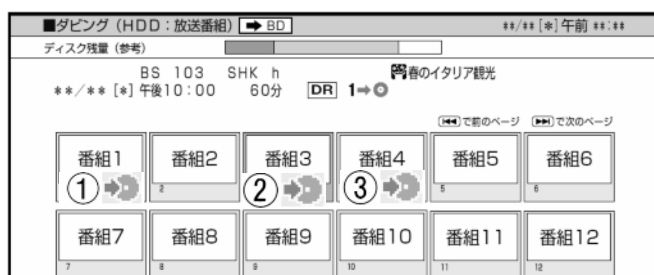 ■ダビング(HDD:放送番組) ➡BD **/** [*]午前 **:**
ディスク残量(参考)
BS 103 SHK h 春のイタリア観光
**/** [*] 午後10:00 60分 DR 1➡
⏮で前のページ ⏭で次のページ
番組1 番組2 番組3 番組4 番組5 番組6
① 2 ② ③ 5 6
番組7 番組8 番組9 番組10 番組11 番組12
7 8 9 10 11 12